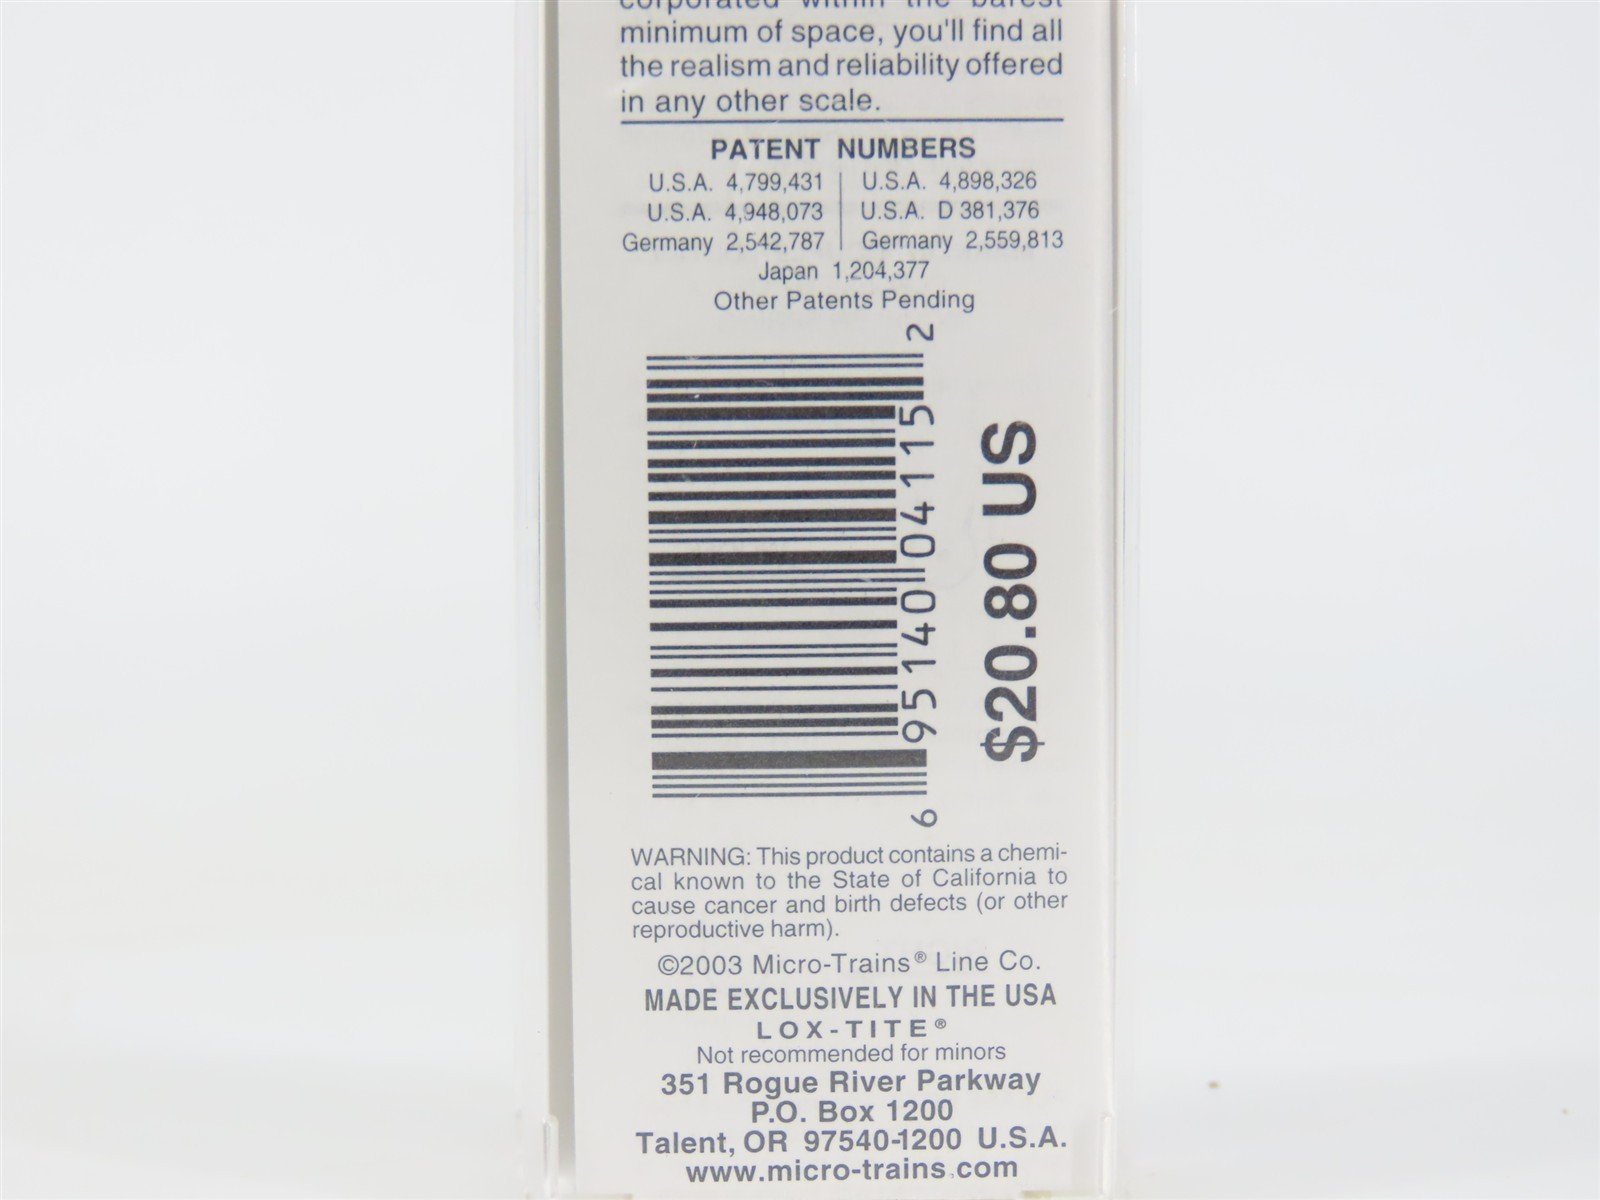 corporated within the barest
minimum of space, you'll find all
the realism and reliability offered
in any other scale.
PATENT NUMBERS
U.S.A. 4,799,431 U.S.A. 4,898,326
U.S.A. 4,948,073 U.S.A. D 381,376
Germany 2,542,787 Germany 2,559,813
Japan 1,204,377
Other Patents Pending
6 95140 04115 2
$20.80 US
WARNING: This product contains a chemi-
cal known to the State of California to
cause cancer and birth defects (or other
reproductive harm).
©2003 Micro-Trains® Line Co.
MADE EXCLUSIVELY IN THE USA
LOX-TITE®
Not recommended for minors
351 Rogue River Parkway
P.O. Box 1200
Talent, OR 97540-1200 U.S.A.
www.micro-trains.com